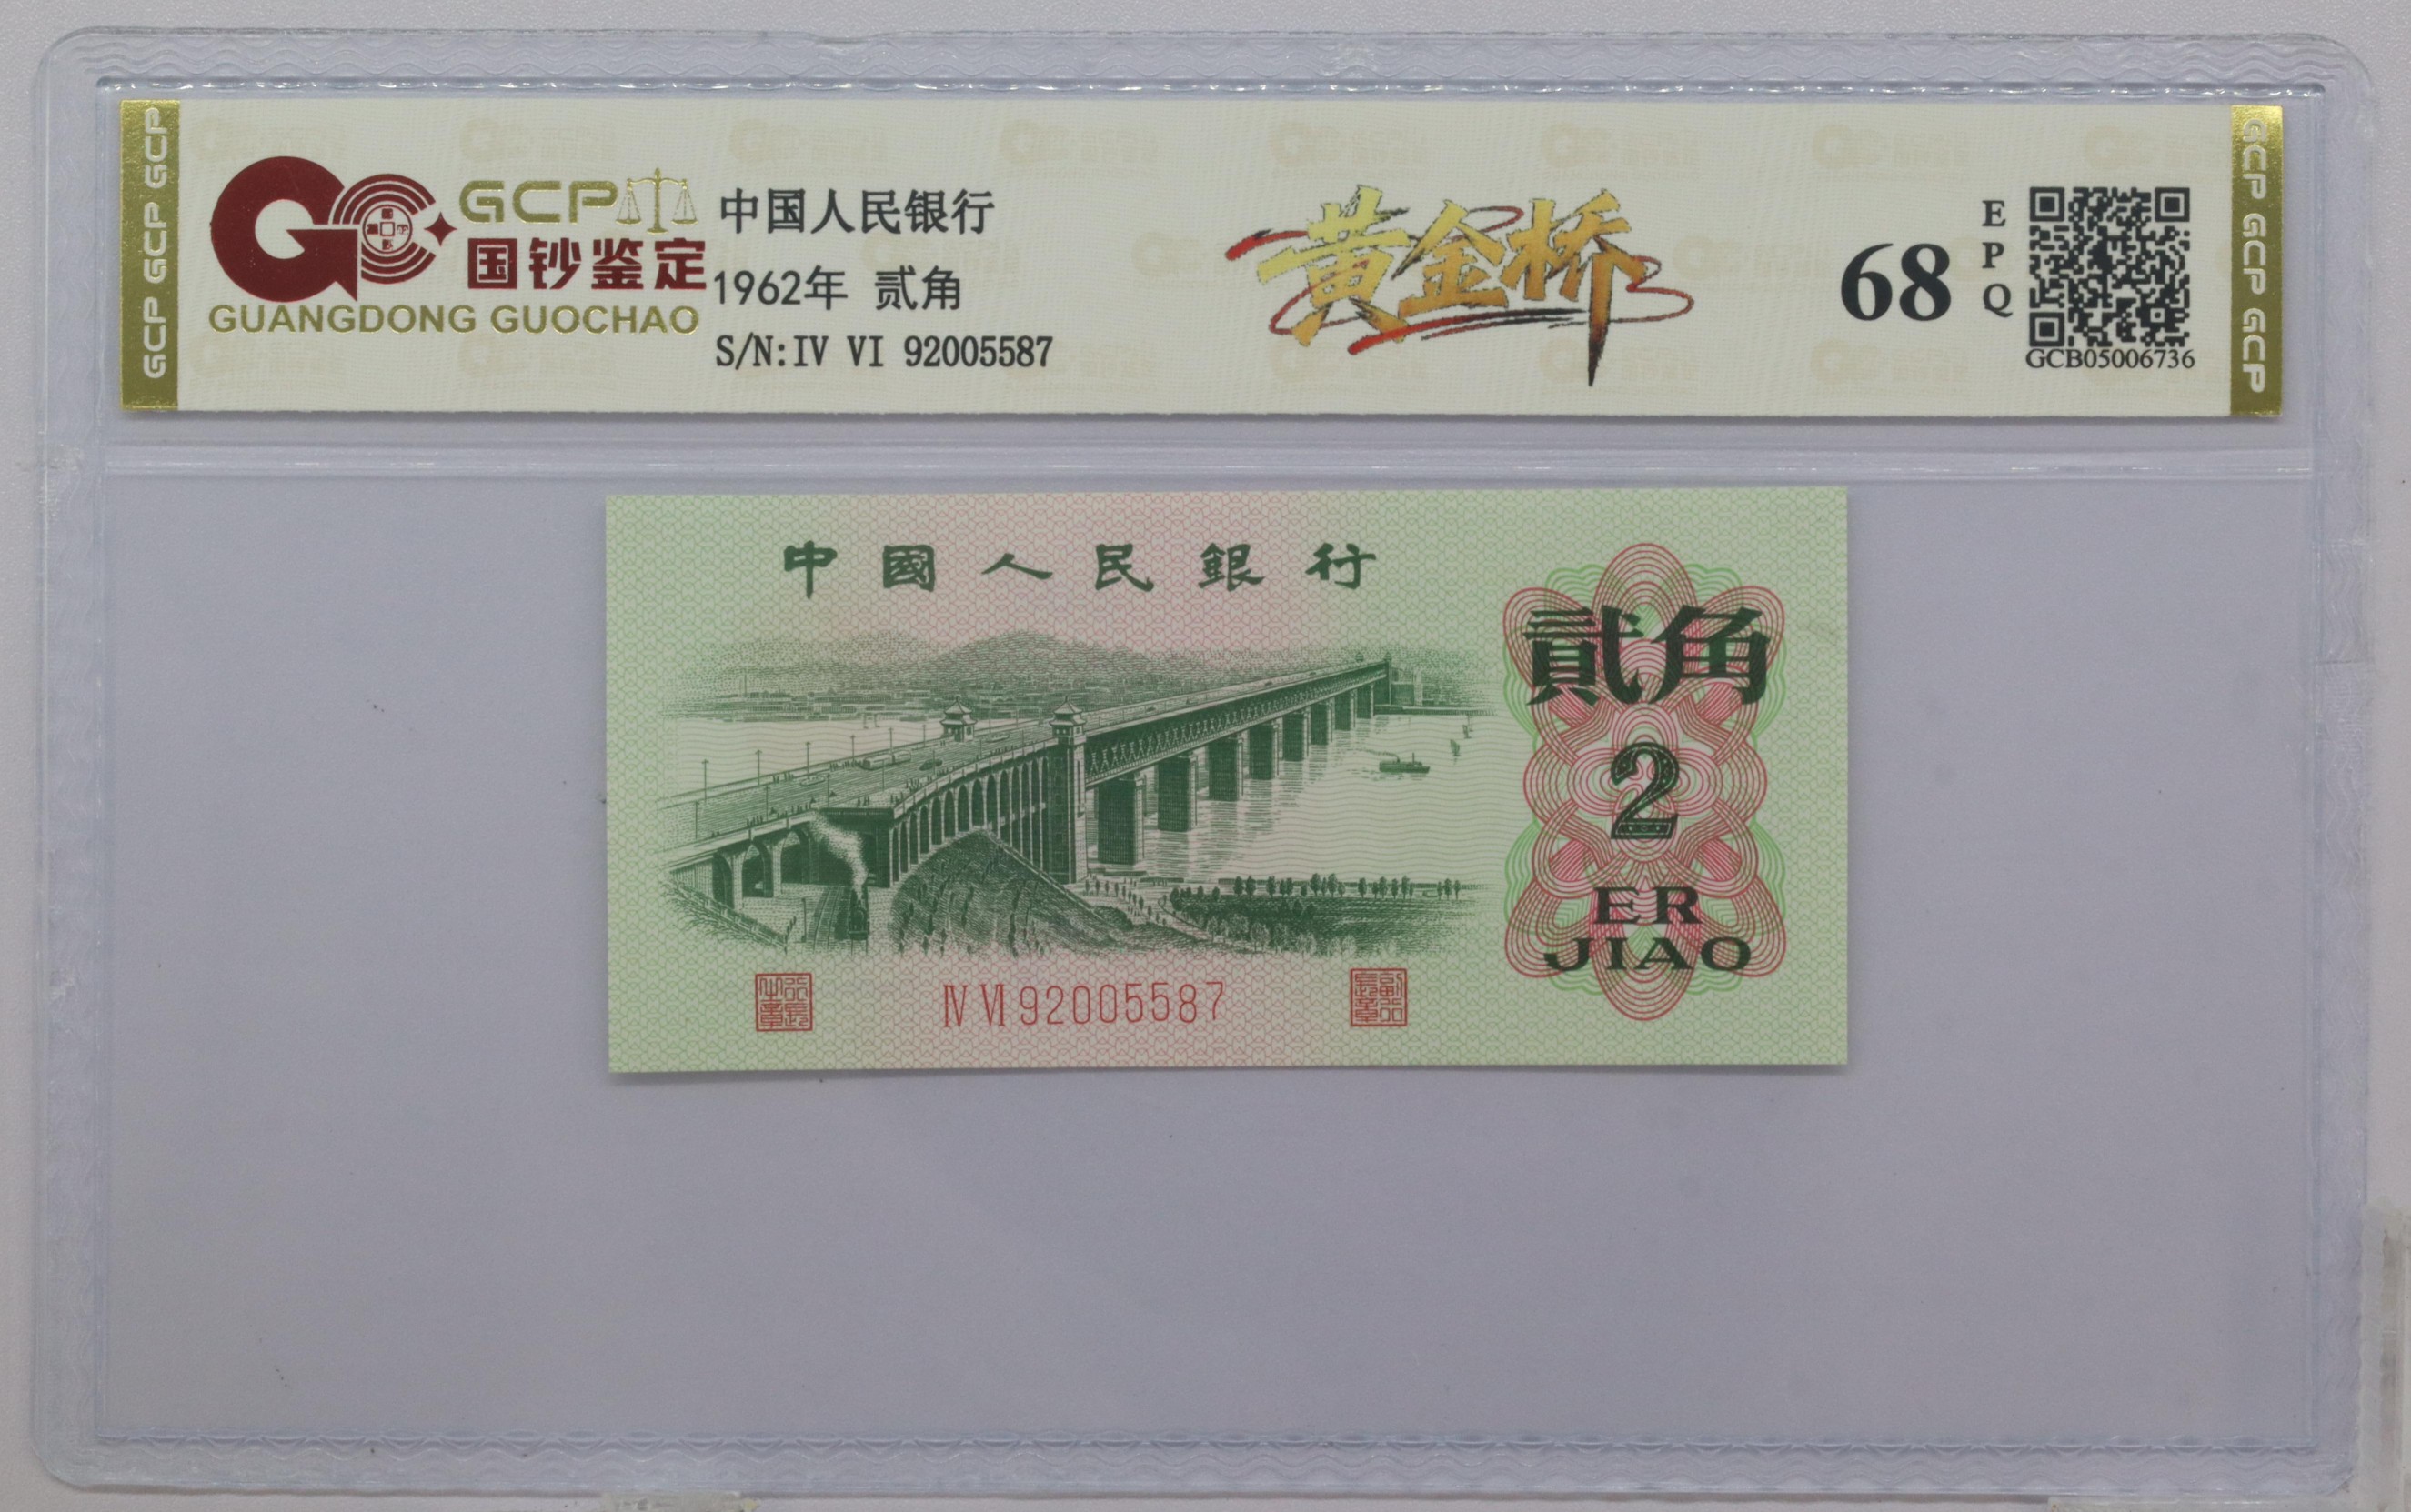 GCP GCP GCP
GCP
国钞鉴定
GUANGDONG GUOCHAO
中国人民银行
1962年 贰角
S/N:IV VI 92005587
黄金桥
68
E
P
Q
GCB05006736
GCP GCP GCP
中國人民銀行
貳角
2
ER
JIAO
Ⅳ Ⅵ 92005587